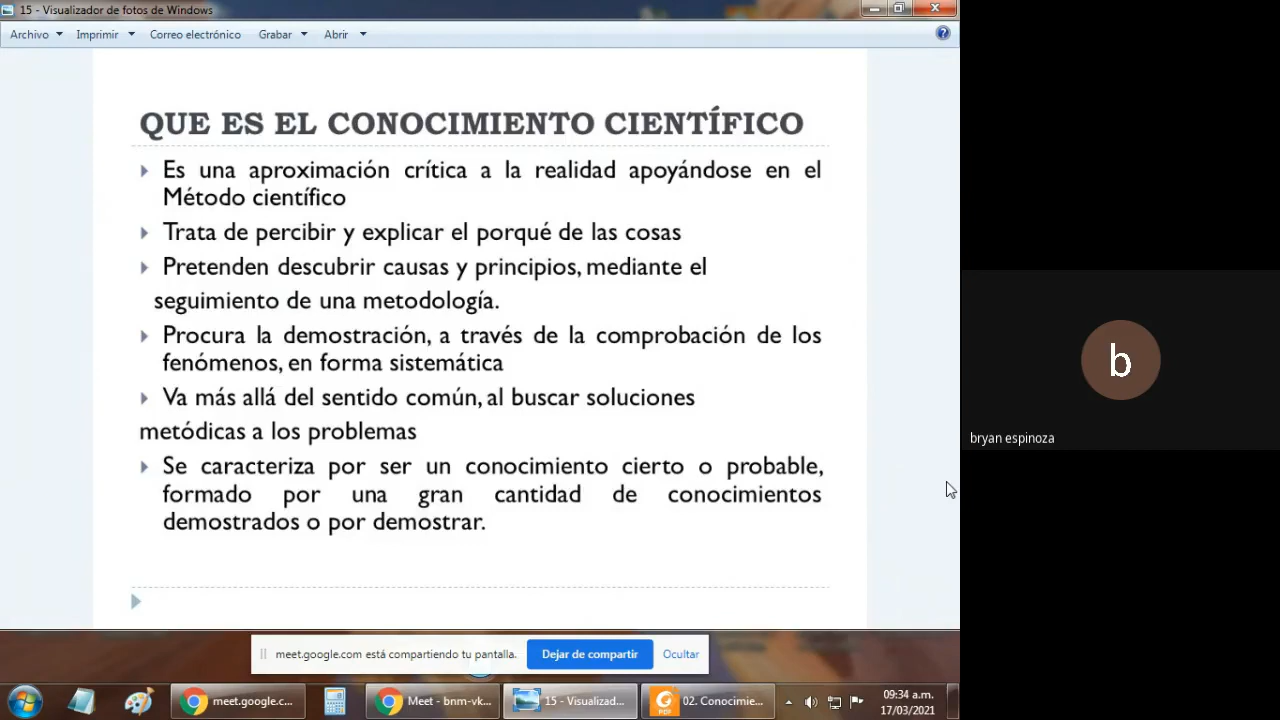 15 - Visualizador de fotos de Windows
Archivo Imprimir Correo electrónico Grabar Abrir
QUE ES EL CONOCIMIENTO CIENTÍFICO
Es una aproximación crítica a la realidad apoyándose en el
Método científico
Trata de percibir y explicar el porqué de las cosas
Pretenden descubrir causas y principios, mediante el
seguimiento de una metodología.
Procura la demostración, a través de la comprobación de los
fenómenos, en forma sistemática
Va más allá del sentido común, al buscar soluciones
metódicas a los problemas
Se caracteriza por ser un conocimiento cierto o probable,
formado por una gran cantidad de conocimientos
demostrados o por demostrar.
b
bryan espinoza
meet.google.com está compartiendo tu pantalla. Dejar de compartir Ocultar
meet.google.c... Meet - bnm-vk... 15 - Visualizad... PDF 02. Conocimie... 09:34 a.m.
17/03/2021